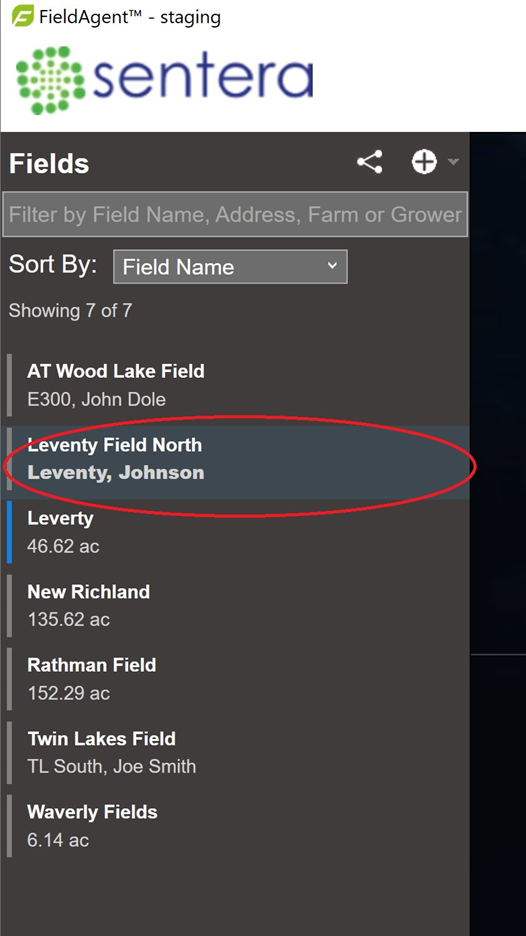 FieldAgent™ - staging
sentera
Fields
Filter by Field Name, Address, Farm or Grower
Sort By: Field Name
Showing 7 of 7
AT Wood Lake Field
E300, John Dole
Leventy Field North
Leventy, Johnson
Leverty
46.62 ac
New Richland
135.62 ac
Rathman Field
152.29 ac
Twin Lakes Field
TL South, Joe Smith
Waverly Fields
6.14 ac